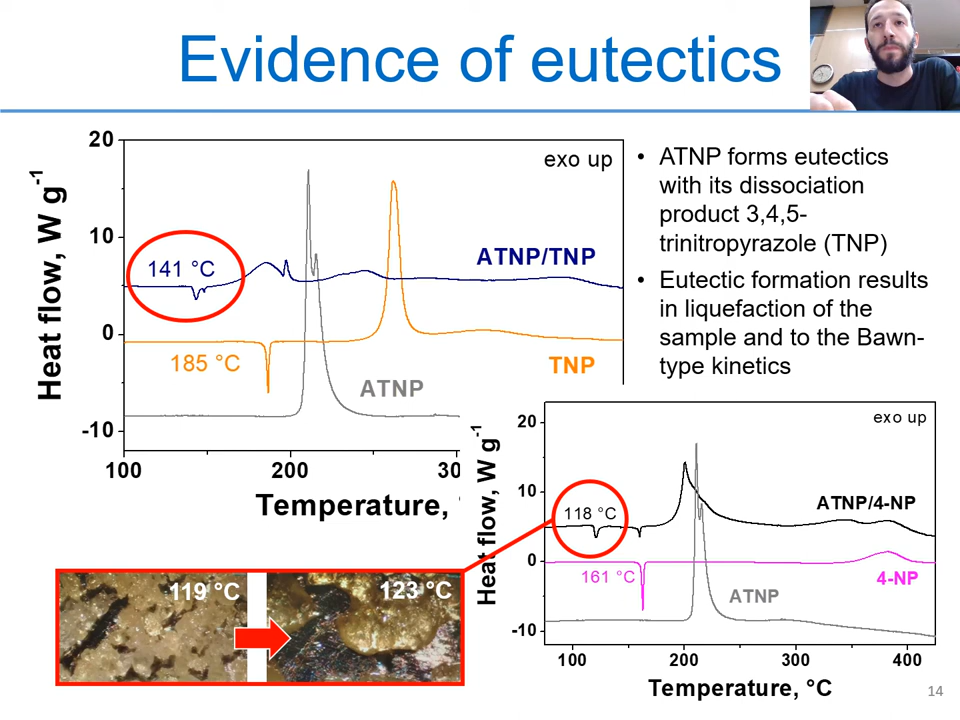 Evidence of eutectics
20
10
0
-10
100
200
30
Heat flow, W g-1
Temperature, °
exo up
141 °C
ATNP/TNP
185 °C
TNP
ATNP
• ATNP forms eutectics
with its dissociation
product 3,4,5-
trinitropyrazole (TNP)
• Eutectic formation results
in liquefaction of the
sample and to the Bawn-
type kinetics
20
10
0
-10
100
200
300
400
Heat flow, W g-1
Temperature, °C
exo up
118 °C
ATNP/4-NP
161 °C
4-NP
ATNP
119 °C
123 °C
14